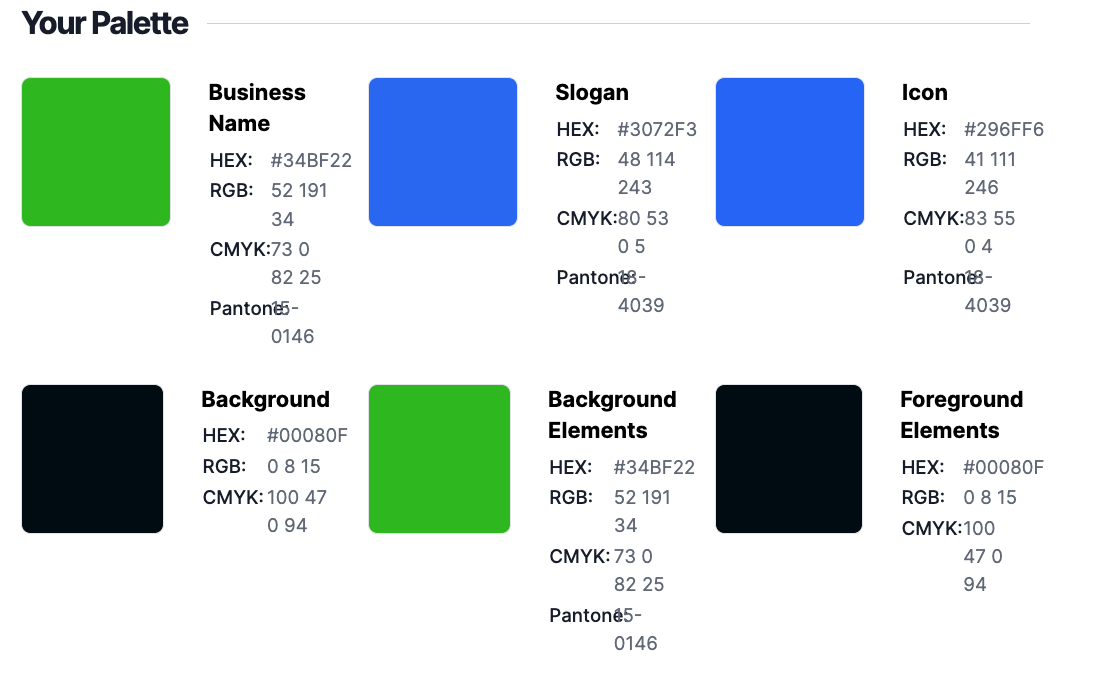 Your Palette
Business
Name
HEX: #34BF22
RGB: 52 191
34
CMYK: 73 0
82 25
Pantone: 15-
0146
Slogan
HEX: #3072F3
RGB: 48 114
243
CMYK: 80 53
0 5
Pantone: 18-
4039
Icon
HEX: #296FF6
RGB: 41 111
246
CMYK: 83 55
0 4
Pantone: 18-
4039
Background
HEX: #00080F
RGB: 0 8 15
CMYK: 100 47
0 94
Background
Elements
HEX: #34BF22
RGB: 52 191
34
CMYK: 73 0
82 25
Pantone: 15-
0146
Foreground
Elements
HEX: #00080F
RGB: 0 8 15
CMYK: 100
47 0
94